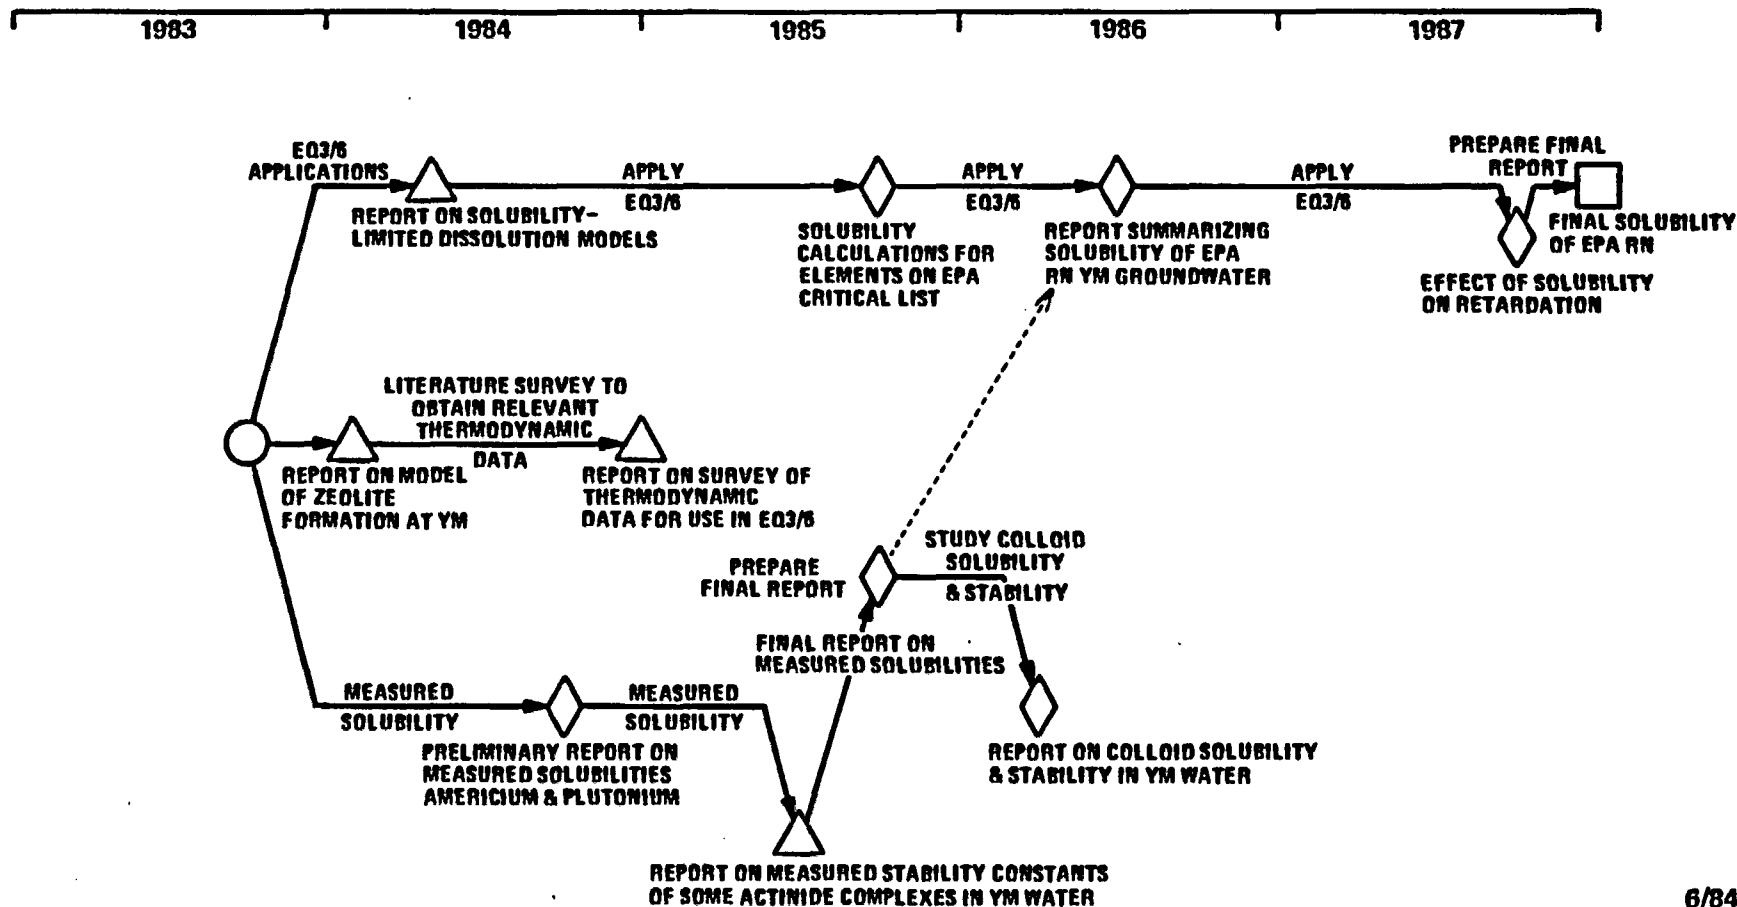 1983
1984
1985
1986
1987
EQ3/6
APPLICATIONS
REPORT ON SOLUBILITY-
LIMITED DISSOLUTION MODELS
APPLY
EQ3/6
SOLUBILITY
CALCULATIONS FOR
ELEMENTS ON EPA
CRITICAL LIST
APPLY
EQ3/6
REPORT SUMMARIZING
SOLUBILITY OF EPA
RN YM GROUNDWATER
APPLY
EQ3/6
PREPARE FINAL
REPORT
FINAL SOLUBILITY
OF EPA RN
EFFECT OF SOLUBILITY
ON RETARDATION
LITERATURE SURVEY TO
OBTAIN RELEVANT
THERMODYNAMIC
DATA
REPORT ON MODEL
OF ZEOLITE
FORMATION AT YM
REPORT ON SURVEY OF
THERMODYNAMIC
DATA FOR USE IN EQ3/6
PREPARE
FINAL REPORT
STUDY COLLOID
SOLUBILITY
& STABILITY
FINAL REPORT ON
MEASURED SOLUBILITIES
MEASURED
SOLUBILITY
MEASURED
SOLUBILITY
PRELIMINARY REPORT ON
MEASURED SOLUBILITIES
AMERICIUM & PLUTONIUM
REPORT ON COLLOID SOLUBILITY
& STABILITY IN YM WATER
REPORT ON MEASURED STABILITY CONSTANTS
OF SOME ACTINIDE COMPLEXES IN YM WATER
6/84